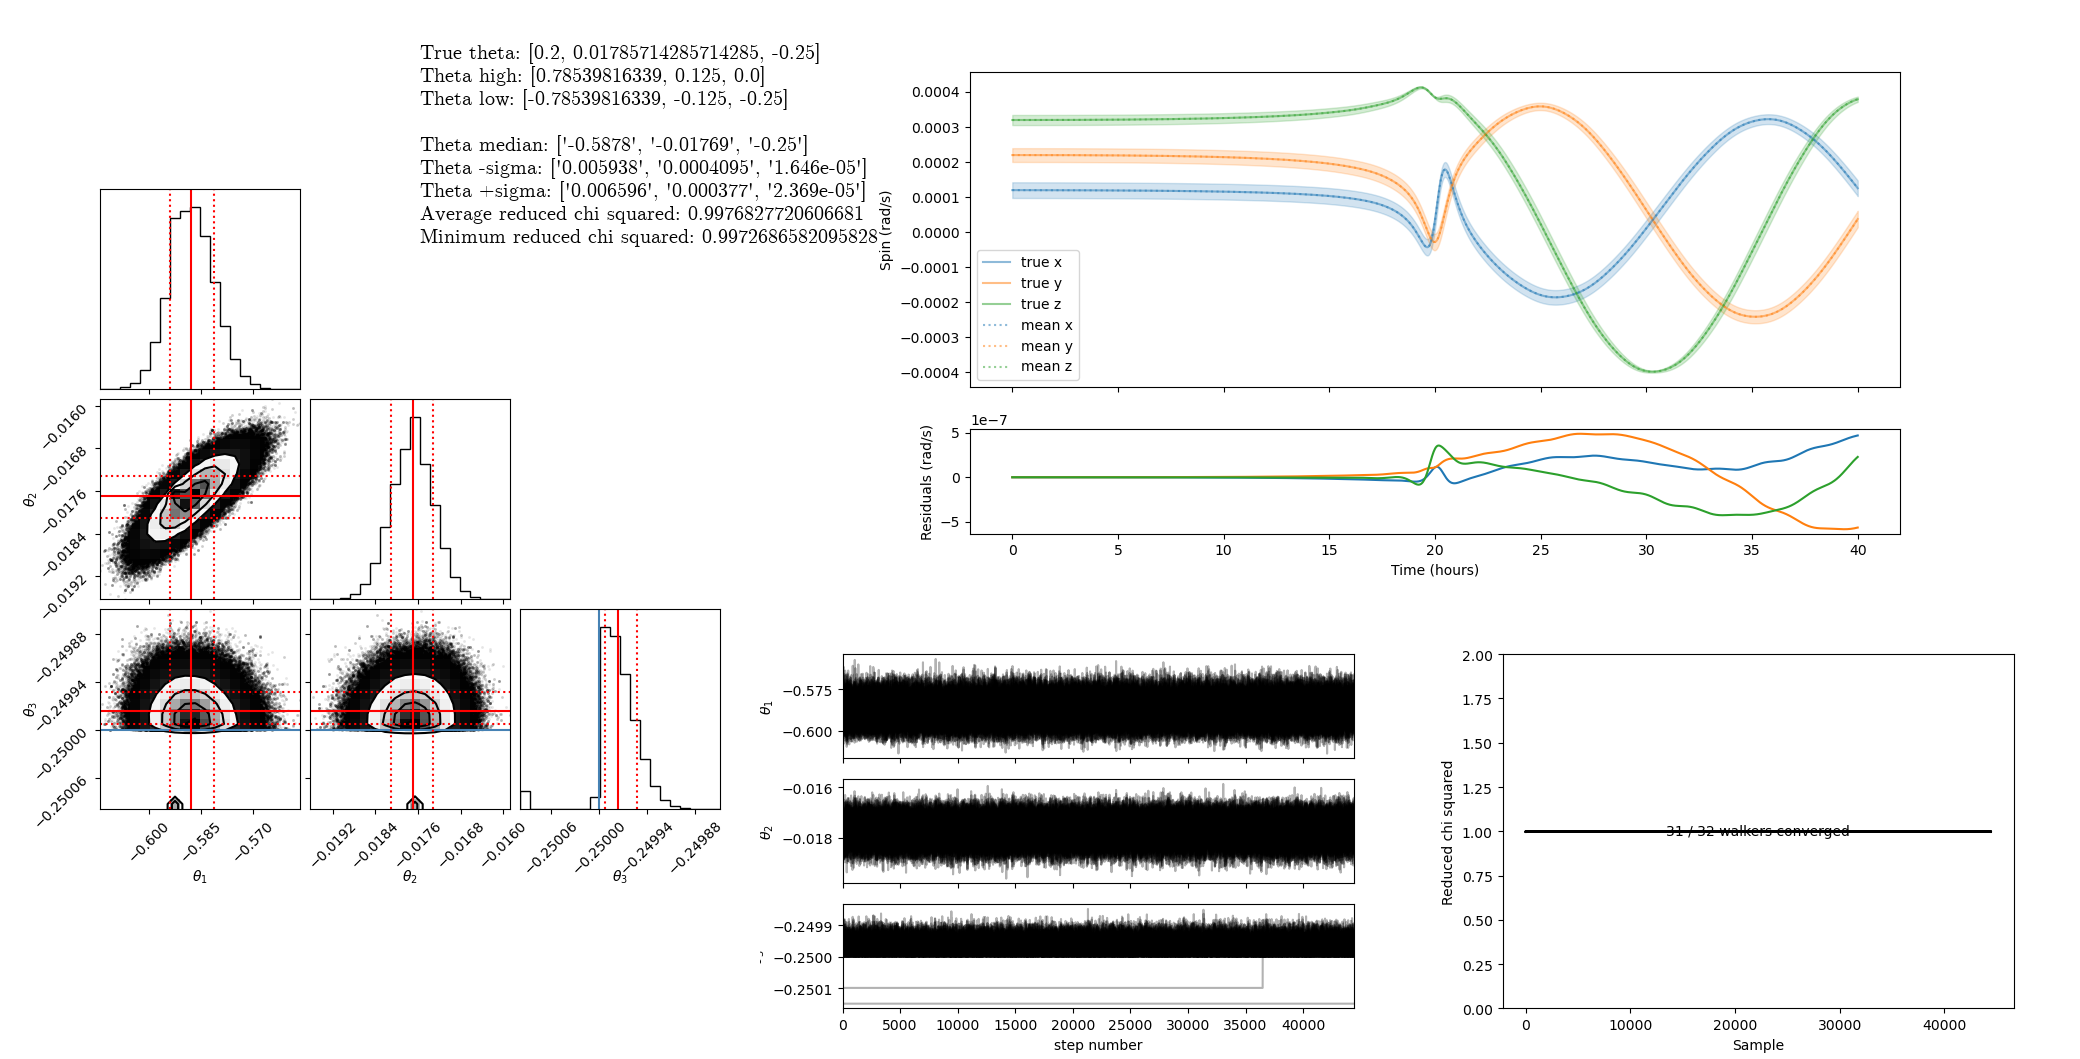 True theta: [0.2, 0.01785714285714285, -0.25]
Theta high: [0.78539816339, 0.125, 0.0]
Theta low: [-0.78539816339, -0.125, -0.25]
Theta median: ['-0.5878', '-0.01769', '-0.25']
Theta -sigma: ['0.005938', '0.0004095', '1.646e-05']
Theta +sigma: ['0.006596', '0.000377', '2.369e-05']
Average reduced chi squared: 0.9976827720606681
Minimum reduced chi squared: 0.9972686582095828
0.0004
0.0003
0.0002
0.0001
0.0000
−0.0001
−0.0002
−0.0003
−0.0004
Spin (rad/s)
true x
true y
true z
mean x
mean y
mean z
1e−7
5
0
−5
Residuals (rad/s)
0 5 10 15 20 25 30 35 40
Time (hours)
−0.0160
−0.0168
−0.0176
−0.0184
−0.0192
θ2
−0.24988
−0.24994
−0.25000
−0.25006
θ3
−0.600 −0.585 −0.570
θ1
−0.0192 −0.0184 −0.0176 −0.0168 −0.0160
θ2
−0.25006 −0.25000 −0.24994 −0.24988
θ3
−0.575
−0.600
θ1
−0.016
−0.018
θ2
−0.2499
−0.2500
−0.2501
0 5000 10000 15000 20000 25000 30000 35000 40000
step number
2.00
1.75
1.50
1.25
1.00
0.75
0.50
0.25
0.00
Reduced chi squared
31 / 32 walkers converged
0 10000 20000 30000 40000
Sample